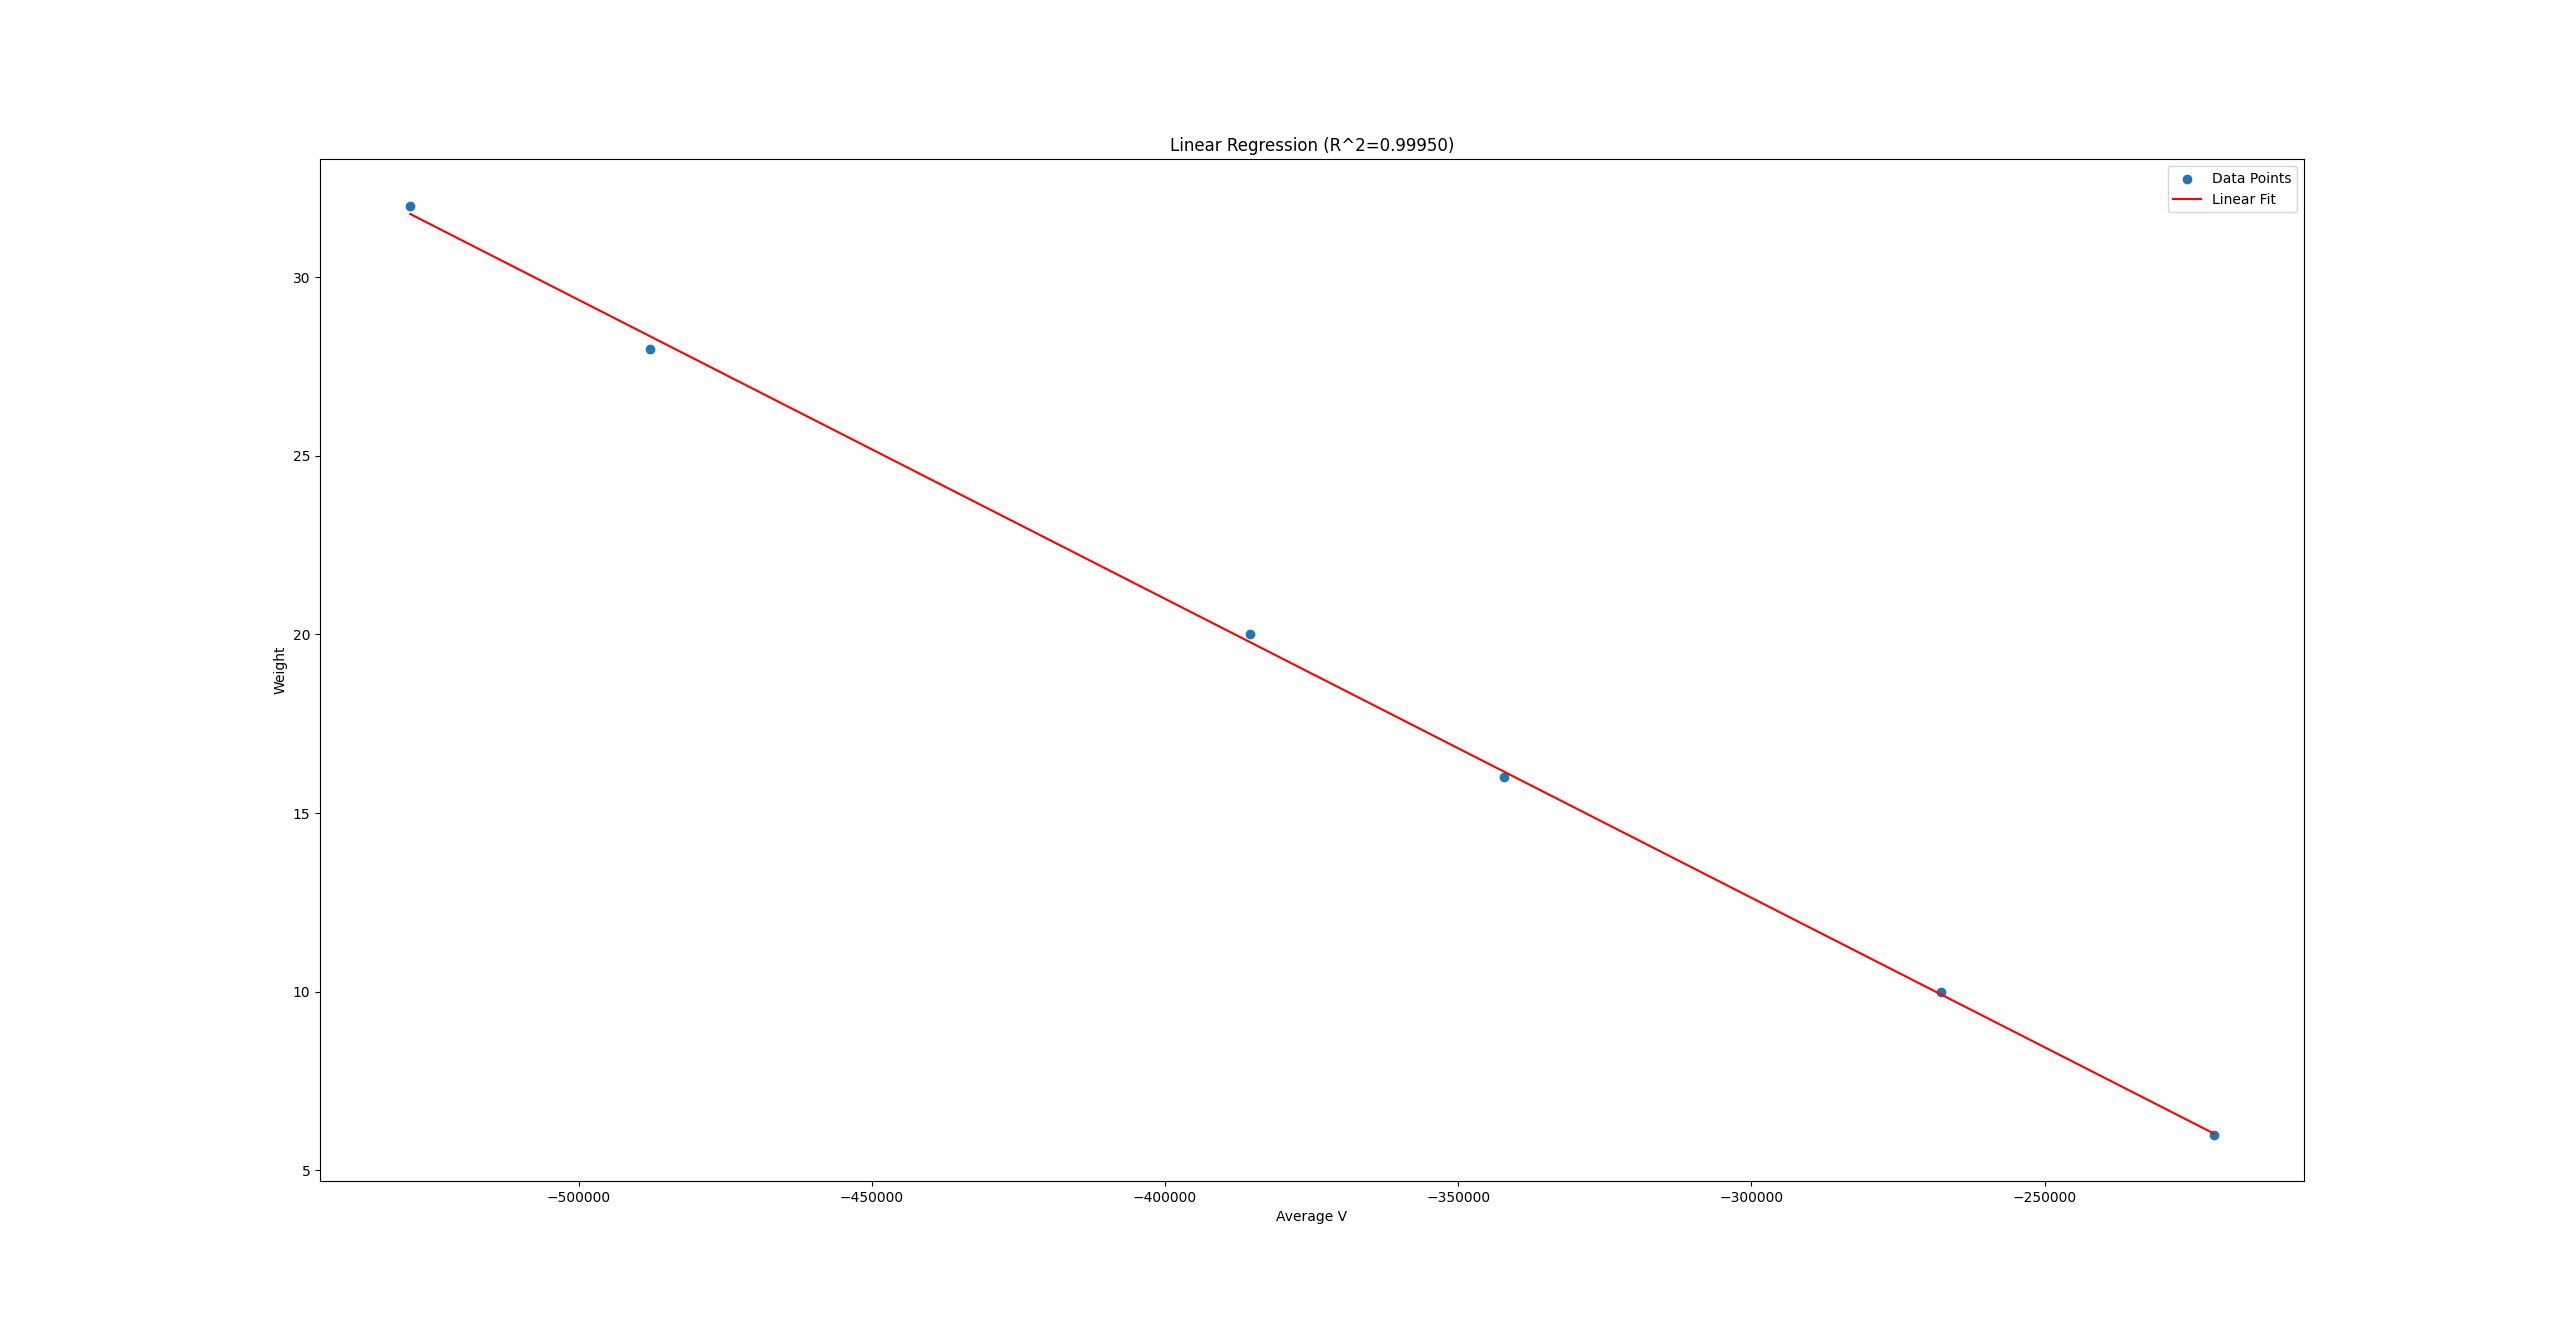 Linear Regression (R^2=0.99950)
Data Points
Linear Fit
30
25
20
15
10
5
Weight
−500000
−450000
−400000
−350000
−300000
−250000
Average V